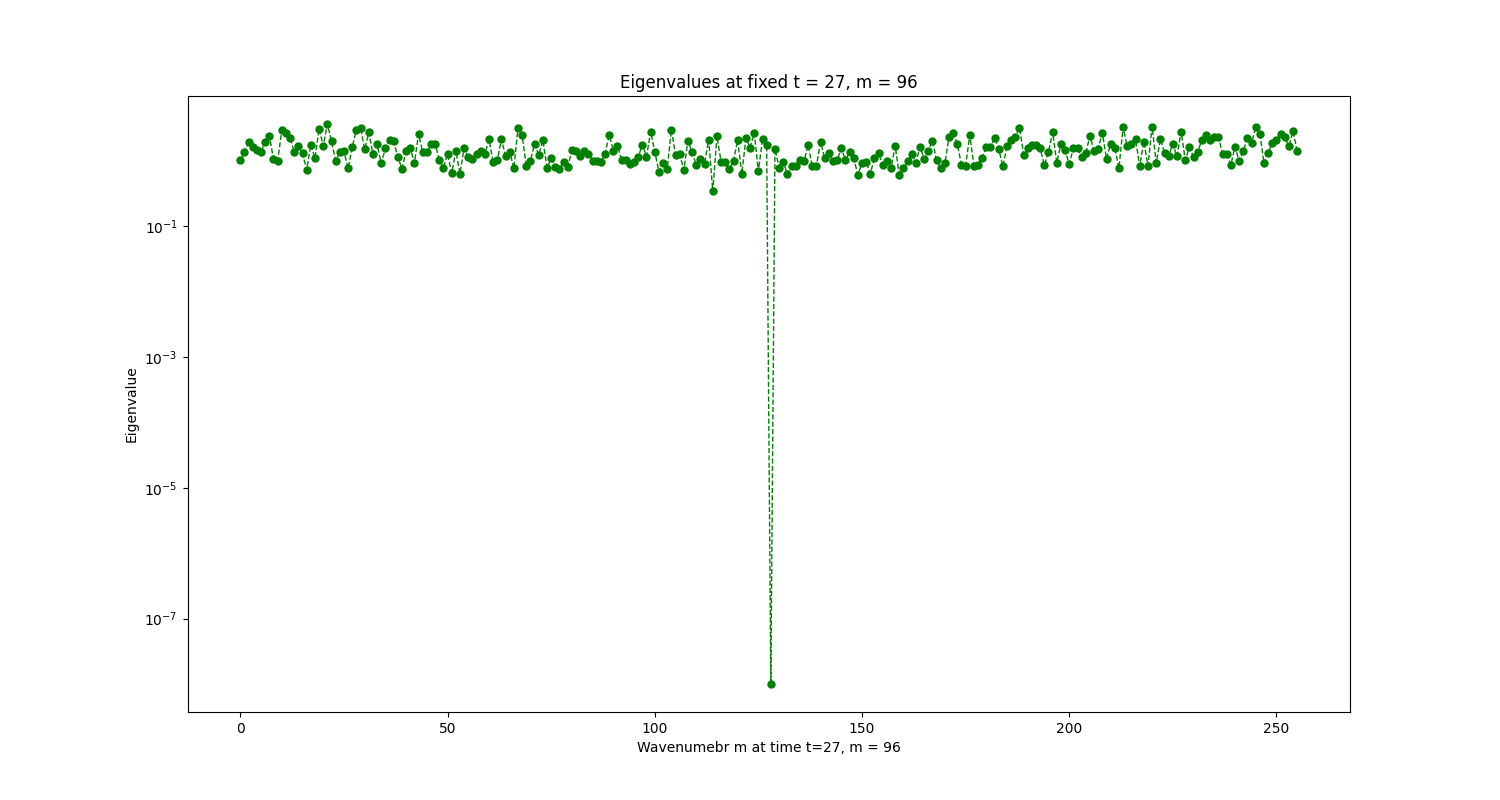 Eigenvalues at fixed t = 27, m = 96
Eigenvalue
10⁻¹
10⁻³
10⁻⁵
10⁻⁷
0 50 100 150 200 250
Wavenumebr m at time t=27, m = 96